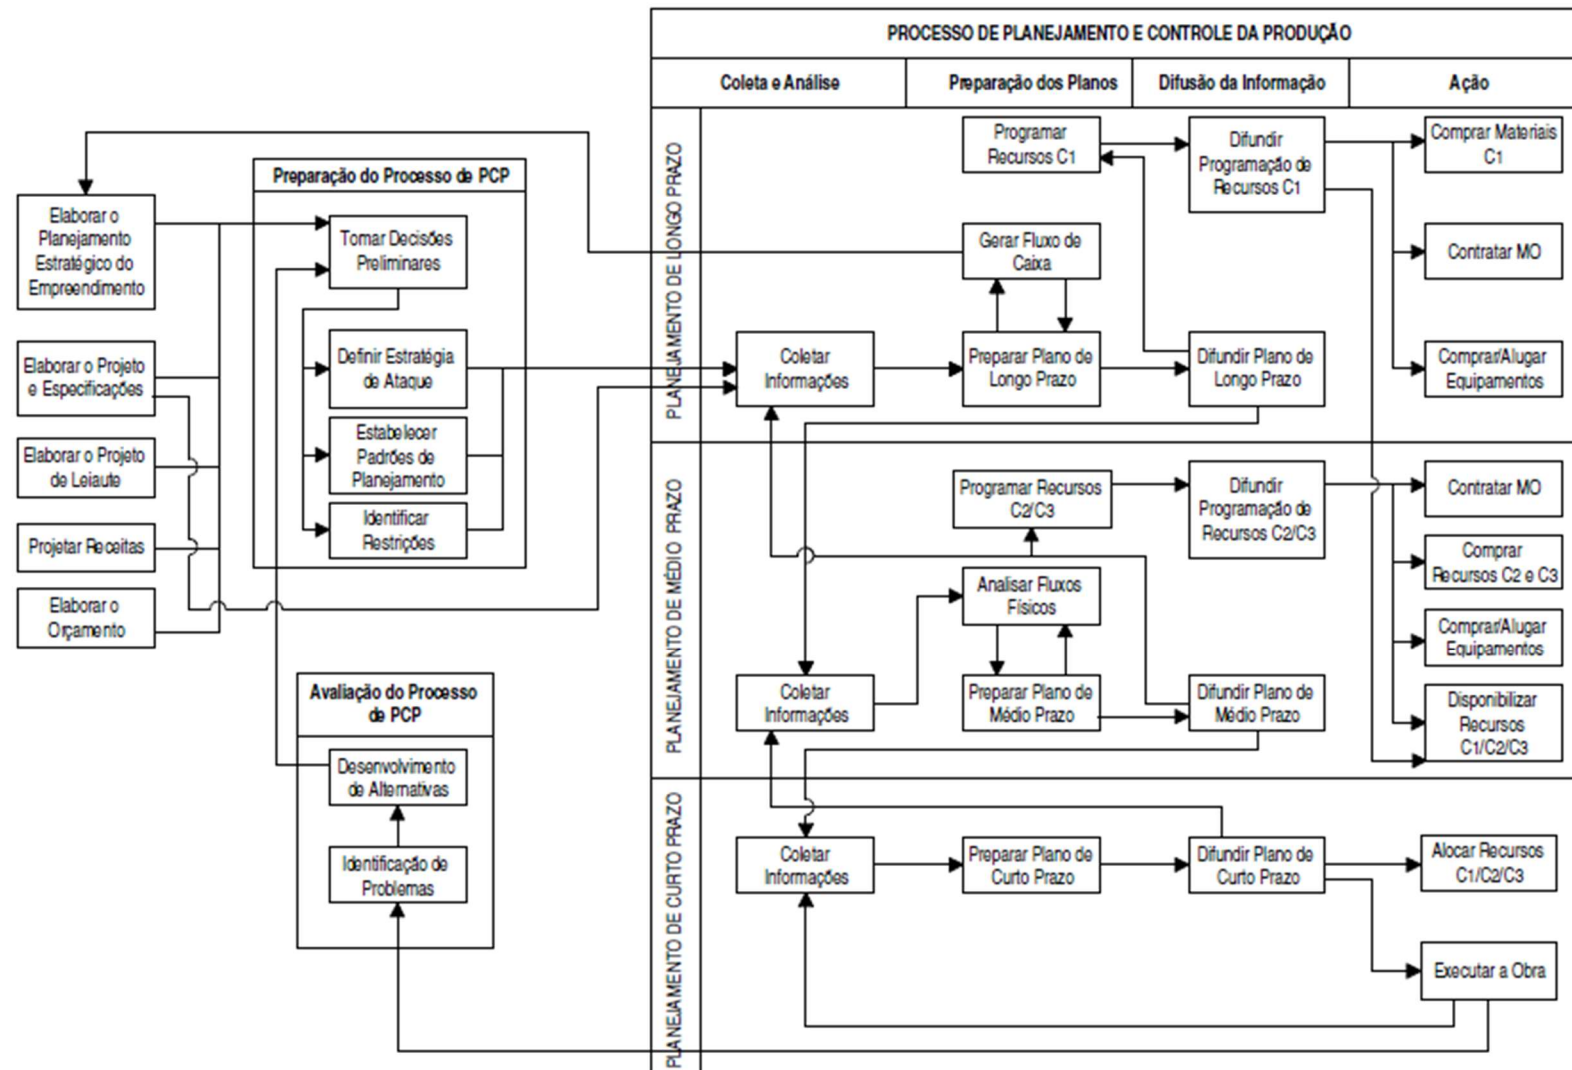 PROCESSO DE PLANEJAMENTO E CONTROLE DA PRODUÇÃO
Coleta e Análise
Preparação dos Planos
Difusão da Informação
Ação
PLANEJAMENTO DE LONGO PRAZO
Programar
Recursos C1
Difundir
Programação de
Recursos C1
Comprar Materiais
C1
Gerar Fluxo de
Caixa
Contratar MO
Coletar
Informações
Preparar Plano de
Longo Prazo
Difundir Plano de
Longo Prazo
Comprar/Alugar
Equipamentos
PLANEJAMENTO DE MÉDIO PRAZO
Programar Recursos
C2/C3
Difundir
Programação de
Recursos C2/C3
Contratar MO
Comprar
Recursos C2 e C3
Analisar Fluxos
Físicos
Comprar/Alugar
Equipamentos
Coletar
Informações
Preparar Plano de
Médio Prazo
Difundir Plano de
Médio Prazo
Disponibilizar
Recursos
C1/C2/C3
PLANEJAMENTO DE CURTO PRAZO
Coletar
Informações
Preparar Plano de
Curto Prazo
Difundir Plano de
Curto Prazo
Alocar Recursos
C1/C2/C3
Executar a Obra
Elaborar o
Planejamento
Estratégico do
Empreendimento
Elaborar o Projeto
e Especificações
Elaborar o Projeto
de Leiaute
Projetar Receitas
Elaborar o
Orçamento
Preparação do Processo de PCP
Tomar Decisões
Preliminares
Definir Estratégia
de Ataque
Estabelecer
Padrões de
Planejamento
Identificar
Restrições
Avaliação do Processo
de PCP
Desenvolvimento
de Alternativas
Identificação de
Problemas